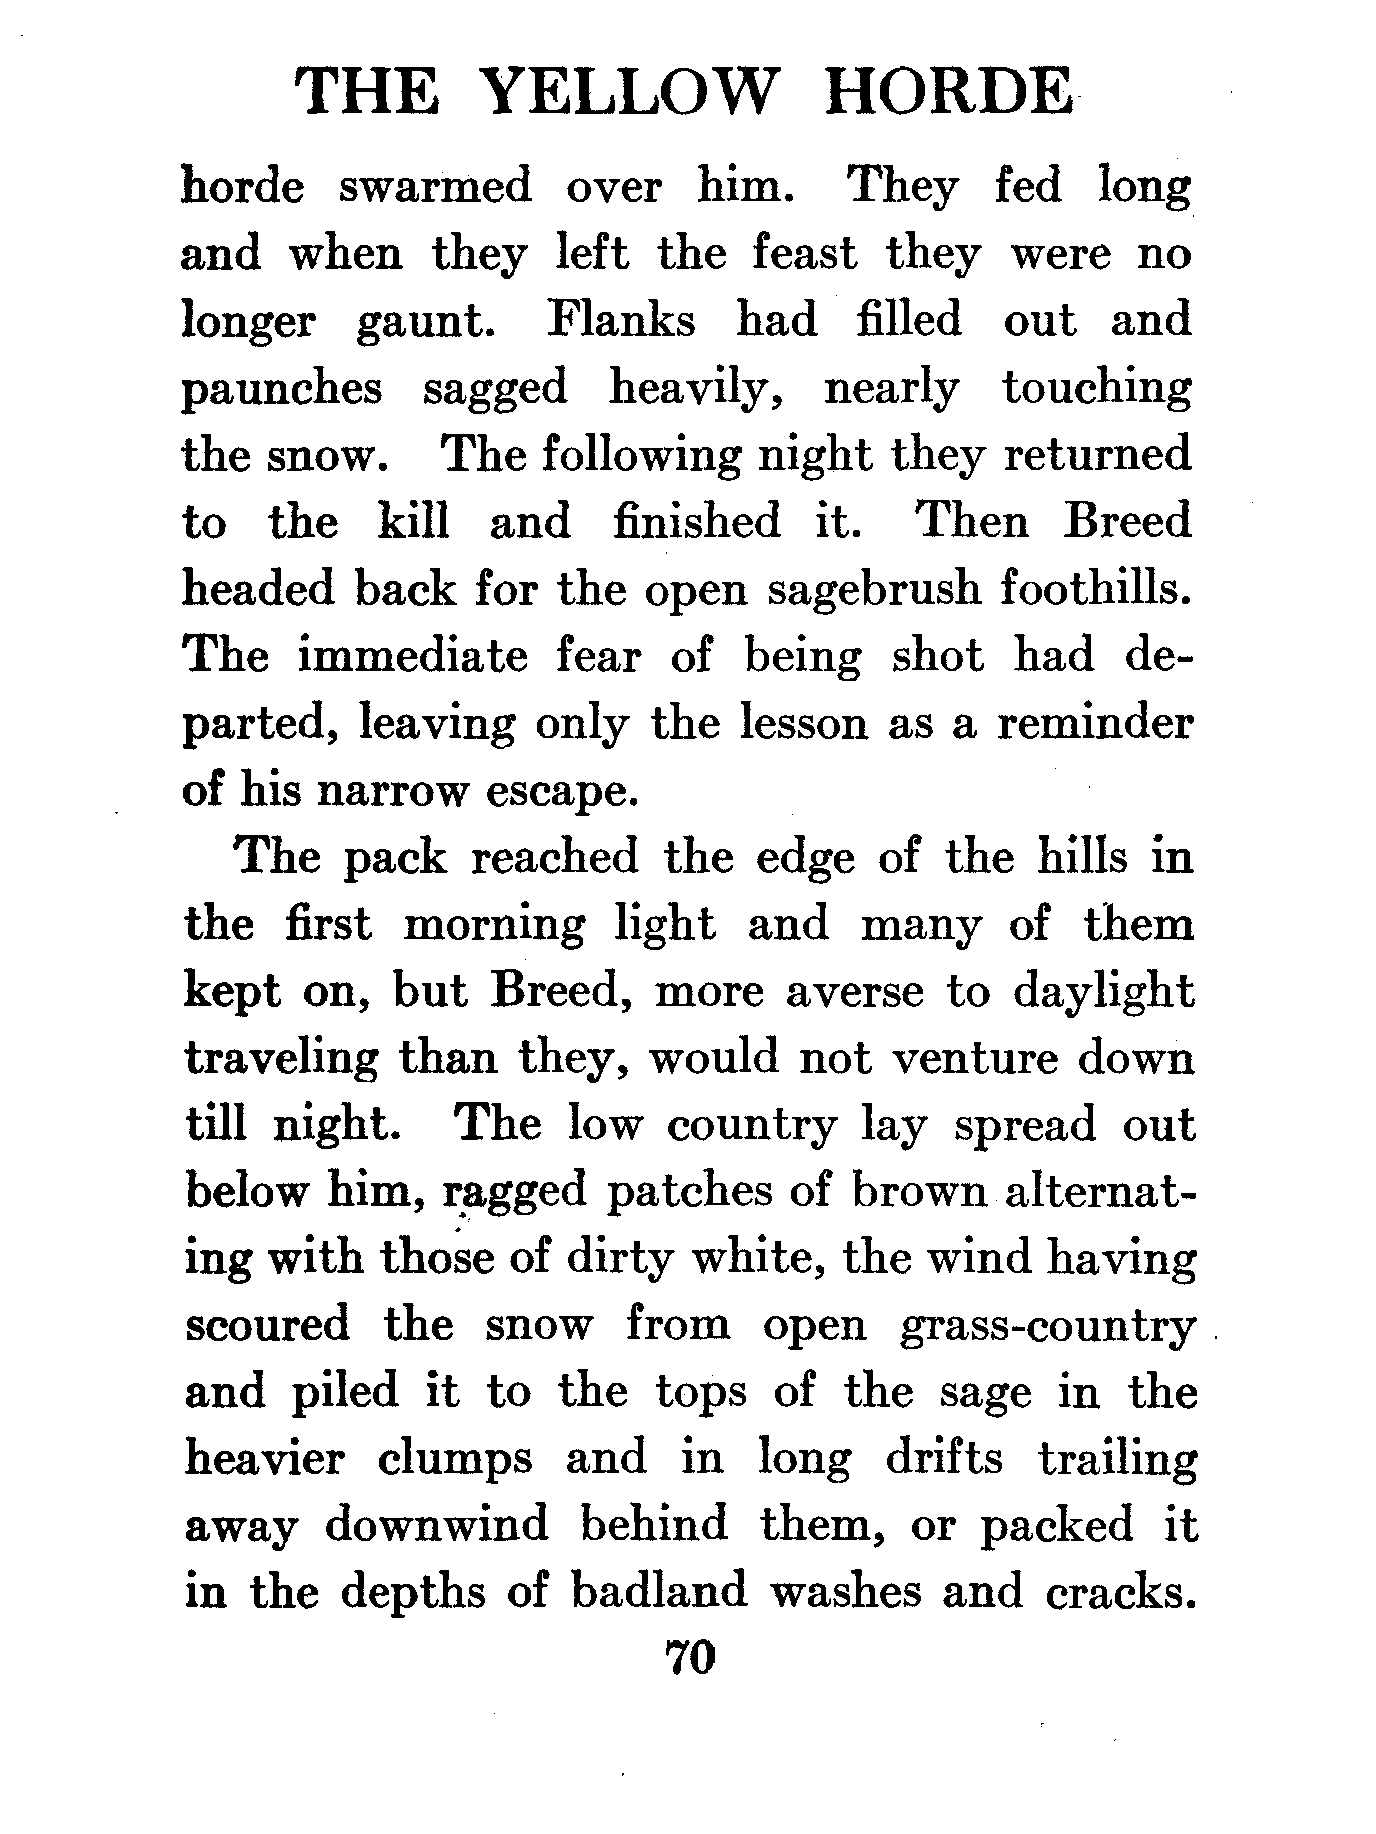 THE YELLOW HORDE
horde swarmed over him. They fed long
and when they left the feast they were no
longer gaunt. Flanks had filled out and
paunches sagged heavily, nearly touching
the snow. The following night they returned
to the kill and finished it. Then Breed
headed back for the open sagebrush foothills.
The immediate fear of being shot had de-
parted, leaving only the lesson as a reminder
of his narrow escape.
The pack reached the edge of the hills in
the first morning light and many of them
kept on, but Breed, more averse to daylight
traveling than they, would not venture down
till night. The low country lay spread out
below him, ragged patches of brown alternat-
ing with those of dirty white, the wind having
scoured the snow from open grass-country
and piled it to the tops of the sage in the
heavier clumps and in long drifts trailing
away downwind behind them, or packed it
in the depths of badland washes and cracks.
70